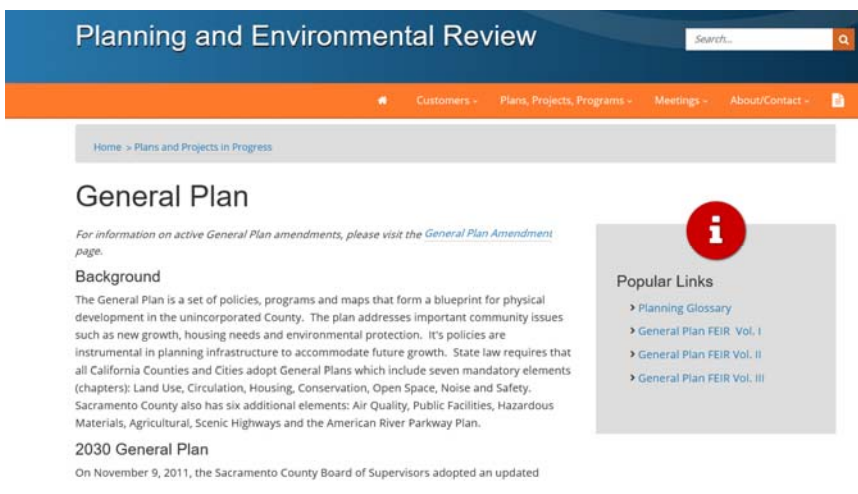 Planning and Environmental Review
Search...
Customers
Plans, Projects, Programs
Meetings
About/Contact
Home > Plans and Projects in Progress
General Plan
For information on active General Plan amendments, please visit the General Plan Amendment
page.
Background
The General Plan is a set of policies, programs and maps that form a blueprint for physical
development in the unincorporated County. The plan addresses important community issues
such as new growth, housing needs and environmental protection. It's policies are
instrumental in planning infrastructure to accommodate future growth. State law requires that
all California Counties and Cities adopt General Plans which include seven mandatory elements
(chapters): Land Use, Circulation, Housing, Conservation, Open Space, Noise and Safety.
Sacramento County also has six additional elements: Air Quality, Public Facilities, Hazardous
Materials, Agricultural, Scenic Highways and the American River Parkway Plan.
2030 General Plan
On November 9, 2011, the Sacramento County Board of Supervisors adopted an updated
Popular Links
Planning Glossary
General Plan FEIR Vol. I
General Plan FEIR Vol. II
General Plan FEIR Vol. III